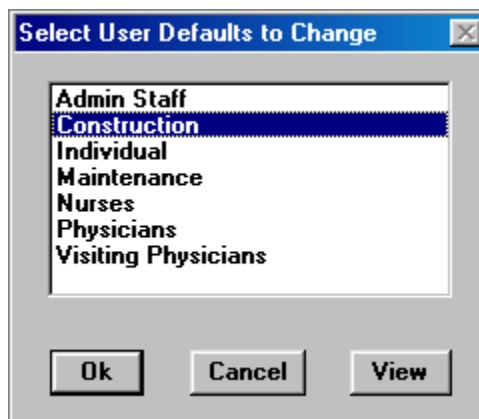 Select User Defaults to Change
Admin Staff
Construction
Individual
Maintenance
Nurses
Physicians
Visiting Physicians
Ok Cancel View